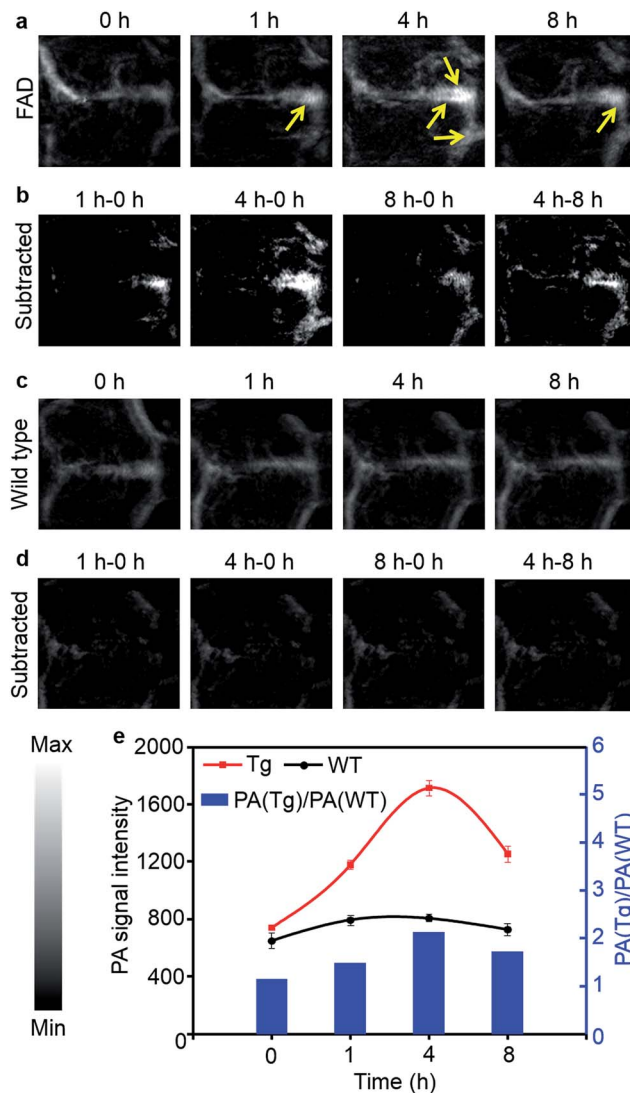 a
0 h 1 h 4 h 8 h
FAD
b
1 h-0 h 4 h-0 h 8 h-0 h 4 h-8 h
Subtracted
c
0 h 1 h 4 h 8 h
Wild type
d
1 h-0 h 4 h-0 h 8 h-0 h 4 h-8 h
Subtracted
Max
Min
e
Tg WT
PA(Tg)/PA(WT)
PA signal intensity
2000
1600
1200
800
400
0
6
5
4
3
2
1
0
PA(Tg)/PA(WT)
0 1 4 8
Time (h)